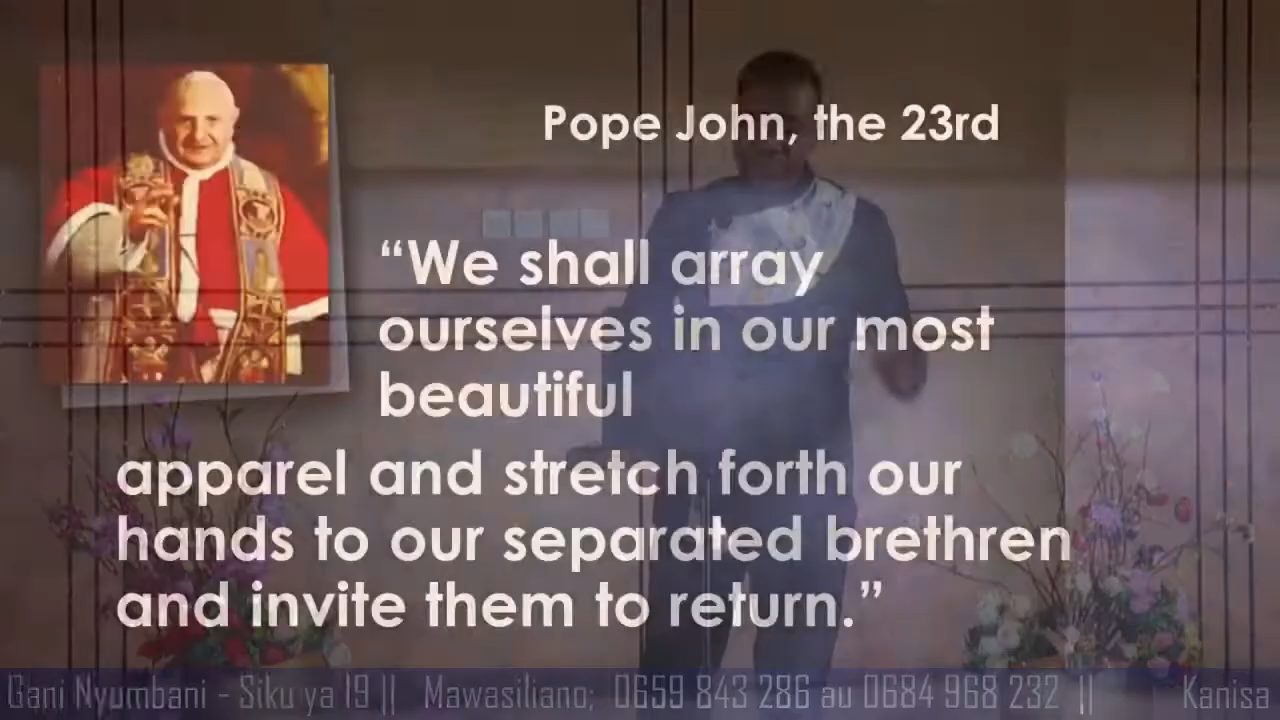 Pope John, the 23rd
“We shall array
ourselves in our most
beautiful
apparel and stretch forth our
hands to our separated brethren
and invite them to return.”
Gani Nyumbani - Siku ya 19 || Mawasiliano; 0659 843 286 au 0684 968 232 || Kanisa